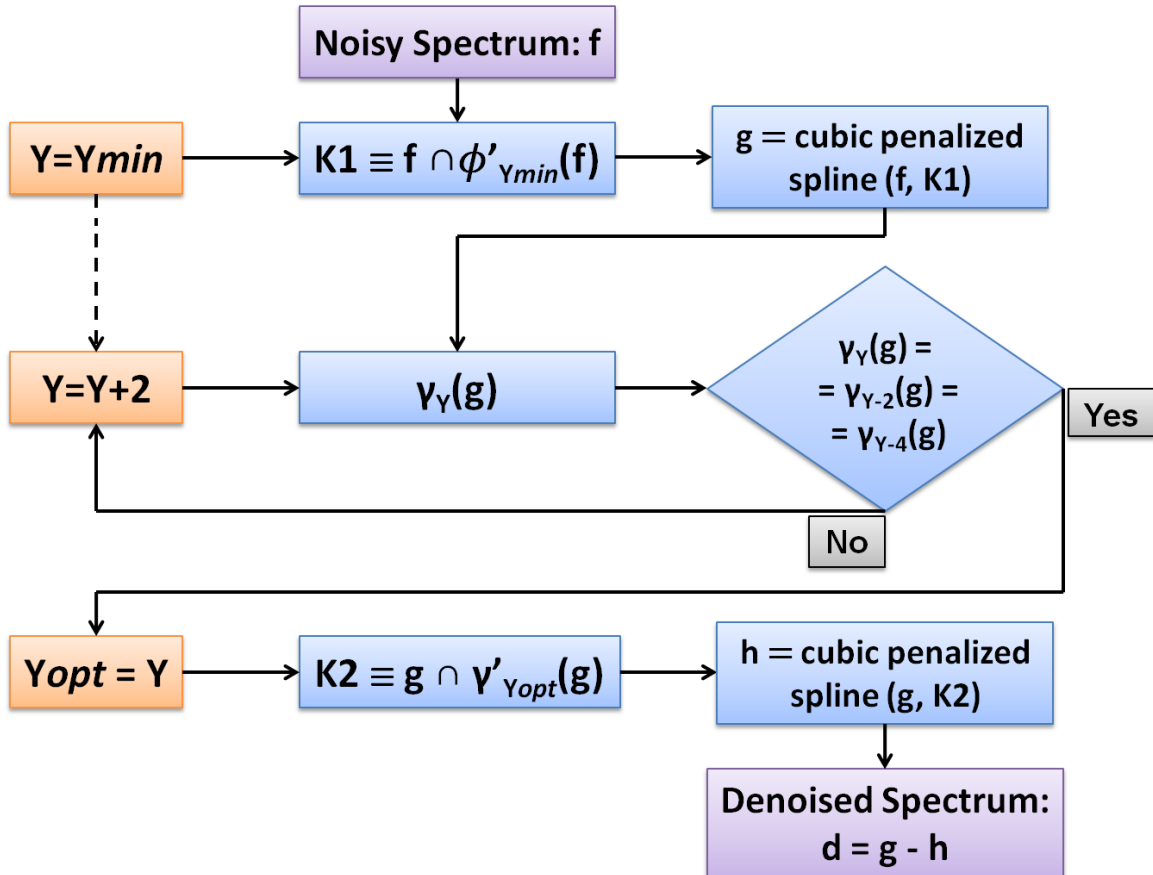 Noisy Spectrum: f
Y=Ymin
K1 ≡ f ∩ ϕ’Ymin(f)
g = cubic penalized
spline (f, K1)
Y=Y+2
γY(g)
γY(g) =
= γY-2(g) =
= γY-4(g)
Yes
No
Yopt = Y
K2 ≡ g ∩ γ’Yopt(g)
h = cubic penalized
spline (g, K2)
Denoised Spectrum:
d = g - h